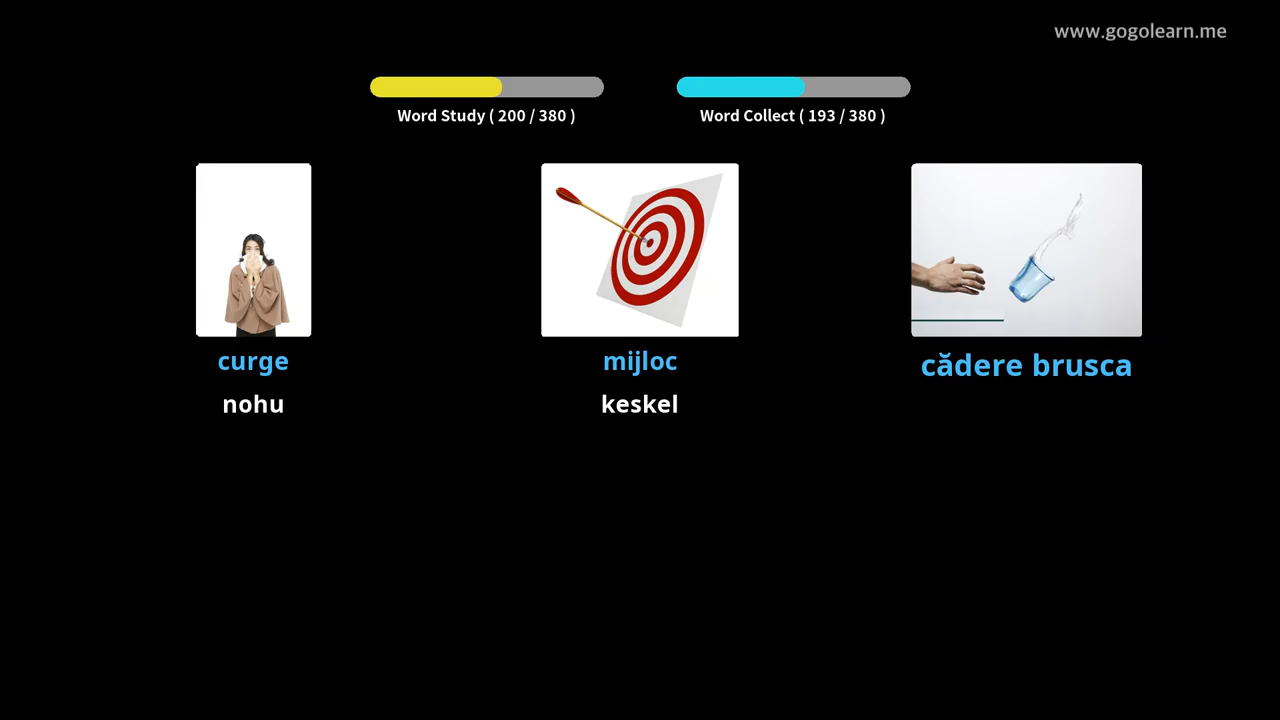 www.gogolearn.me
Word Study ( 200 / 380 )
Word Collect ( 193 / 380 )
curge
mijloc
cădere brusca
nohu
keskel